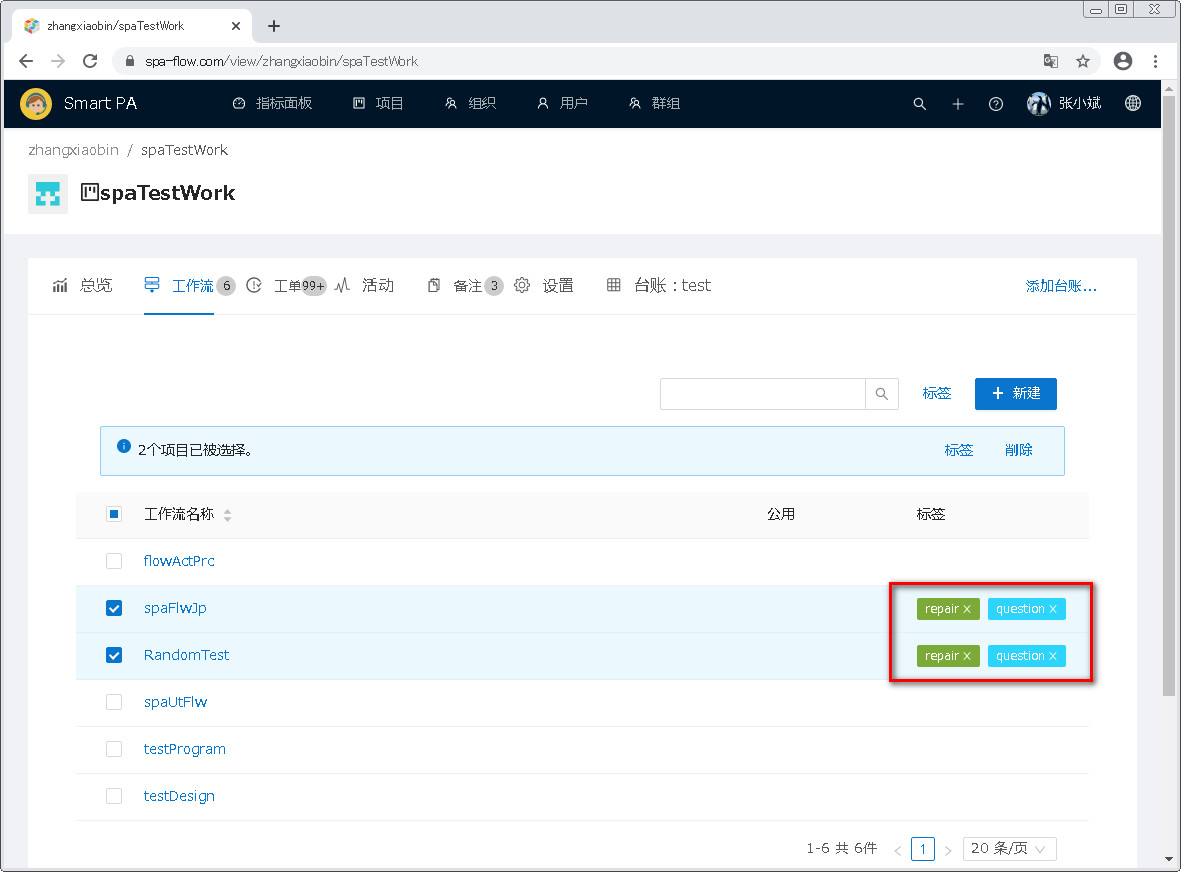 zhangxiaobin/spaTestWork
spa-flow.com/view/zhangxiaobin/spaTestWork
Smart PA 指标面板 项目 组织 用户 群组 张小斌
zhangxiaobin / spaTestWork
spaTestWork
总览 工作流 6 工单 99+ 活动 备注 3 设置 台账：test 添加台账...
标签 + 新建
2个项目已被选择。 标签 削除
工作流名称 公用 标签
flowActPrc
spaFlwJp repair X question X
RandomTest repair X question X
spaUtFlw
testProgram
testDesign
1-6 共 6件 < 1 > 20 条/页